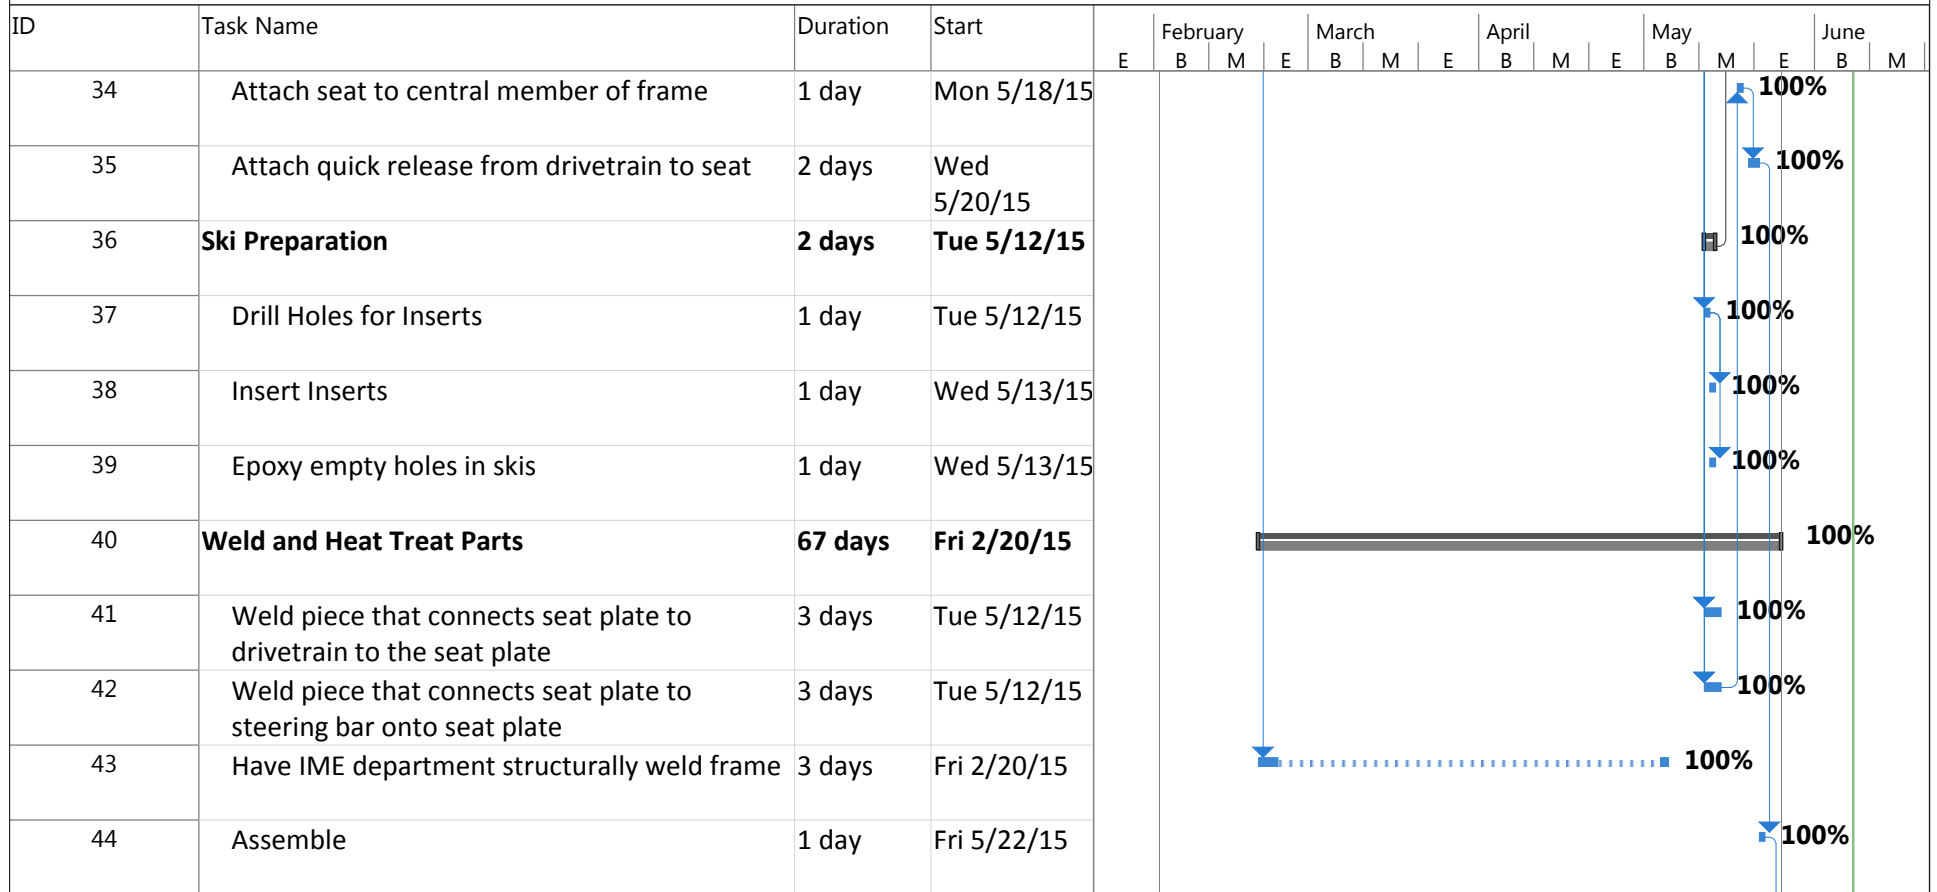 ID Task Name Duration Start
February March April May June
E B M E B M E B M E B M E B M
34 Attach seat to central member of frame 1 day Mon 5/18/15 100%
35 Attach quick release from drivetrain to seat 2 days Wed 100%
5/20/15
36 Ski Preparation 2 days Tue 5/12/15 100%
37 Drill Holes for Inserts 1 day Tue 5/12/15 100%
38 Insert Inserts 1 day Wed 5/13/15 100%
39 Epoxy empty holes in skis 1 day Wed 5/13/15 100%
40 Weld and Heat Treat Parts 67 days Fri 2/20/15 100%
41 Weld piece that connects seat plate to 3 days Tue 5/12/15 100%
drivetrain to the seat plate
42 Weld piece that connects seat plate to 3 days Tue 5/12/15 100%
steering bar onto seat plate
43 Have IME department structurally weld frame 3 days Fri 2/20/15 100%
44 Assemble 1 day Fri 5/22/15 100%